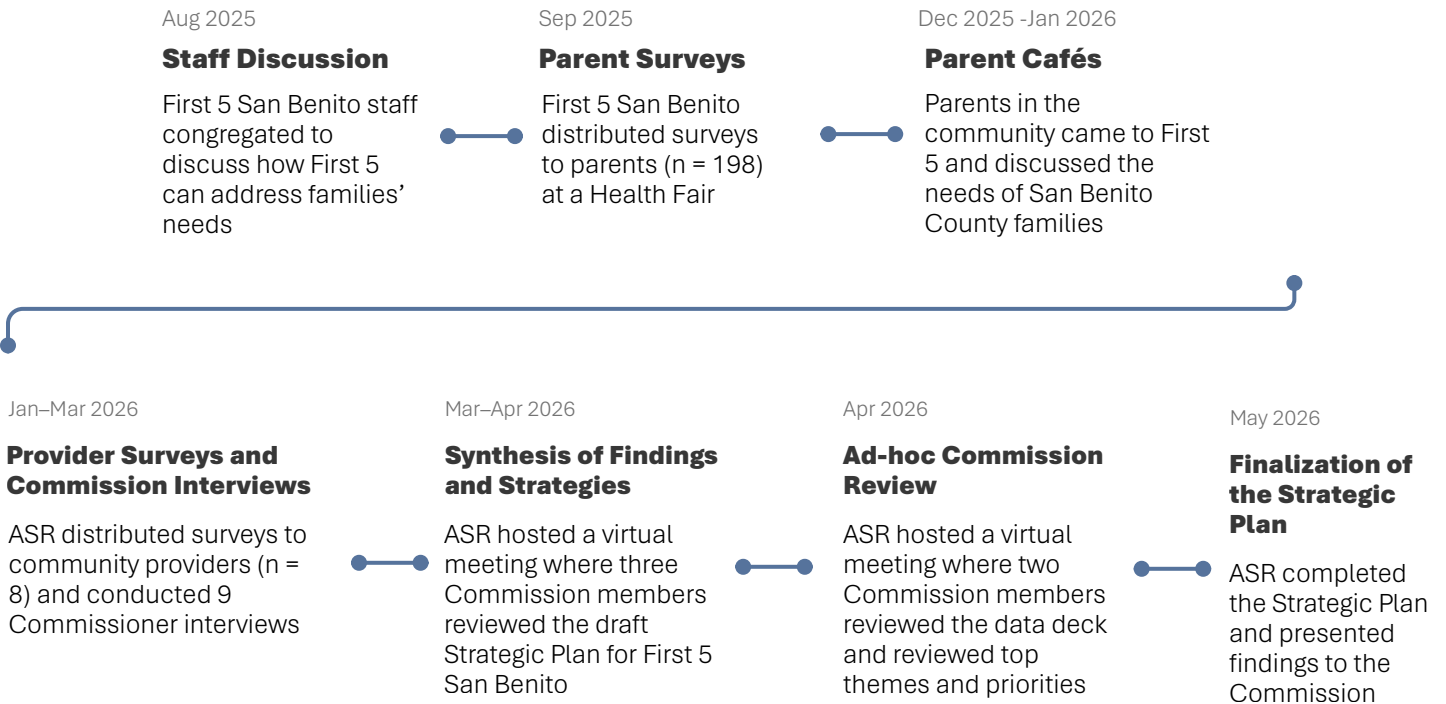 Aug 2025
Staff Discussion
First 5 San Benito staff
congregated to
discuss how First 5
can address families’
needs
Sep 2025
Parent Surveys
First 5 San Benito
distributed surveys
to parents (n = 198)
at a Health Fair
Dec 2025 -Jan 2026
Parent Cafés
Parents in the
community came to First
5 and discussed the
needs of San Benito
County families
Jan–Mar 2026
Provider Surveys and
Commission Interviews
ASR distributed surveys to
community providers (n =
8) and conducted 9
Commissioner interviews
Mar–Apr 2026
Synthesis of Findings
and Strategies
ASR hosted a virtual
meeting where three
Commission members
reviewed the draft
Strategic Plan for First 5
San Benito
Apr 2026
Ad-hoc Commission
Review
ASR hosted a virtual
meeting where two
Commission members
reviewed the data deck
and reviewed top
themes and priorities
May 2026
Finalization of
the Strategic
Plan
ASR completed
the Strategic Plan
and presented
findings to the
Commission